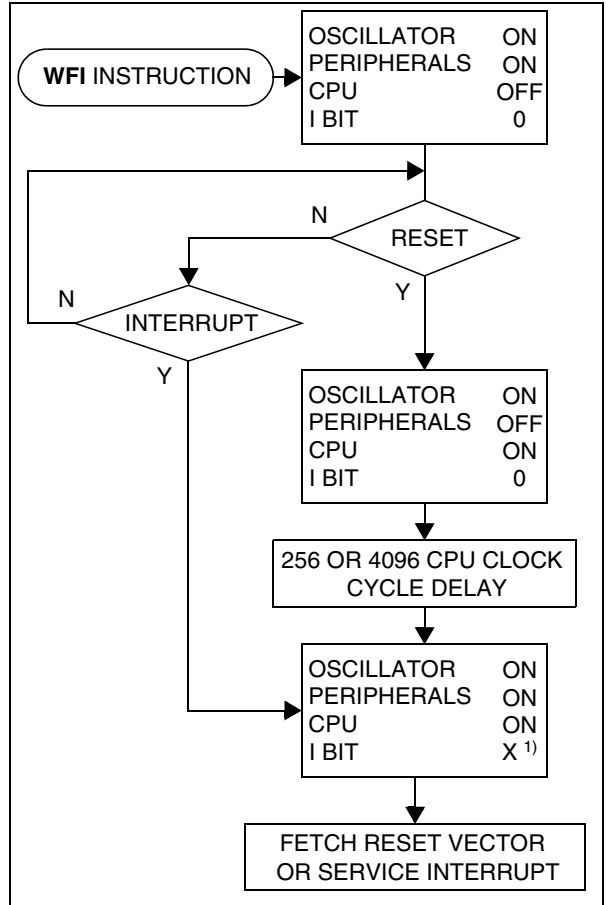 WFI INSTRUCTION
OSCILLATOR ON
PERIPHERALS ON
CPU OFF
I BIT 0
N
RESET
Y
N
INTERRUPT
Y
OSCILLATOR ON
PERIPHERALS OFF
CPU ON
I BIT 0
256 OR 4096 CPU CLOCK
CYCLE DELAY
OSCILLATOR ON
PERIPHERALS ON
CPU ON
I BIT X 1)
FETCH RESET VECTOR
OR SERVICE INTERRUPT